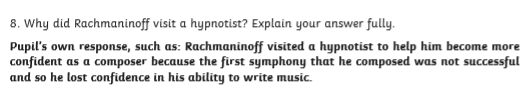 8. Why did Rachmaninoff visit a hypnotist? Explain your answer fully.
Pupil's own response, such as: Rachmaninoff visited a hypnotist to help him become more
confident as a composer because the first symphony that he composed was not successful
and so he lost confidence in his ability to write music.